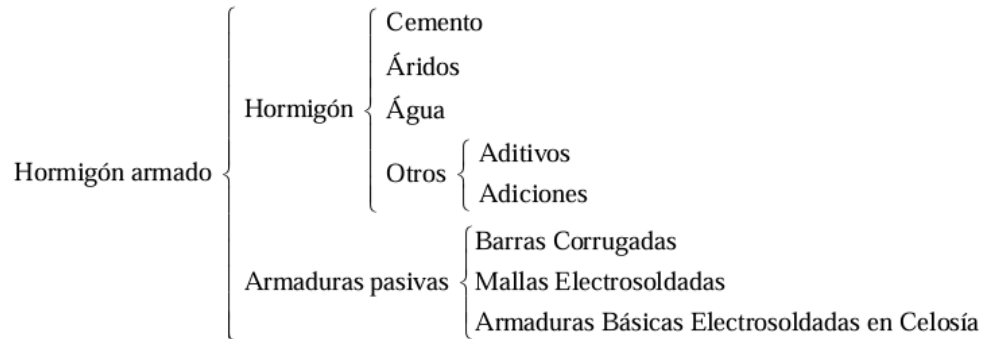 Cemento
Áridos
Hormigón
Água
Aditivos
Otros
Hormigón armado
Adiciones
Barras Corrugadas
Armaduras pasivas
Mallas Electrosoldadas
Armaduras Básicas Electrosoldadas en Celosía